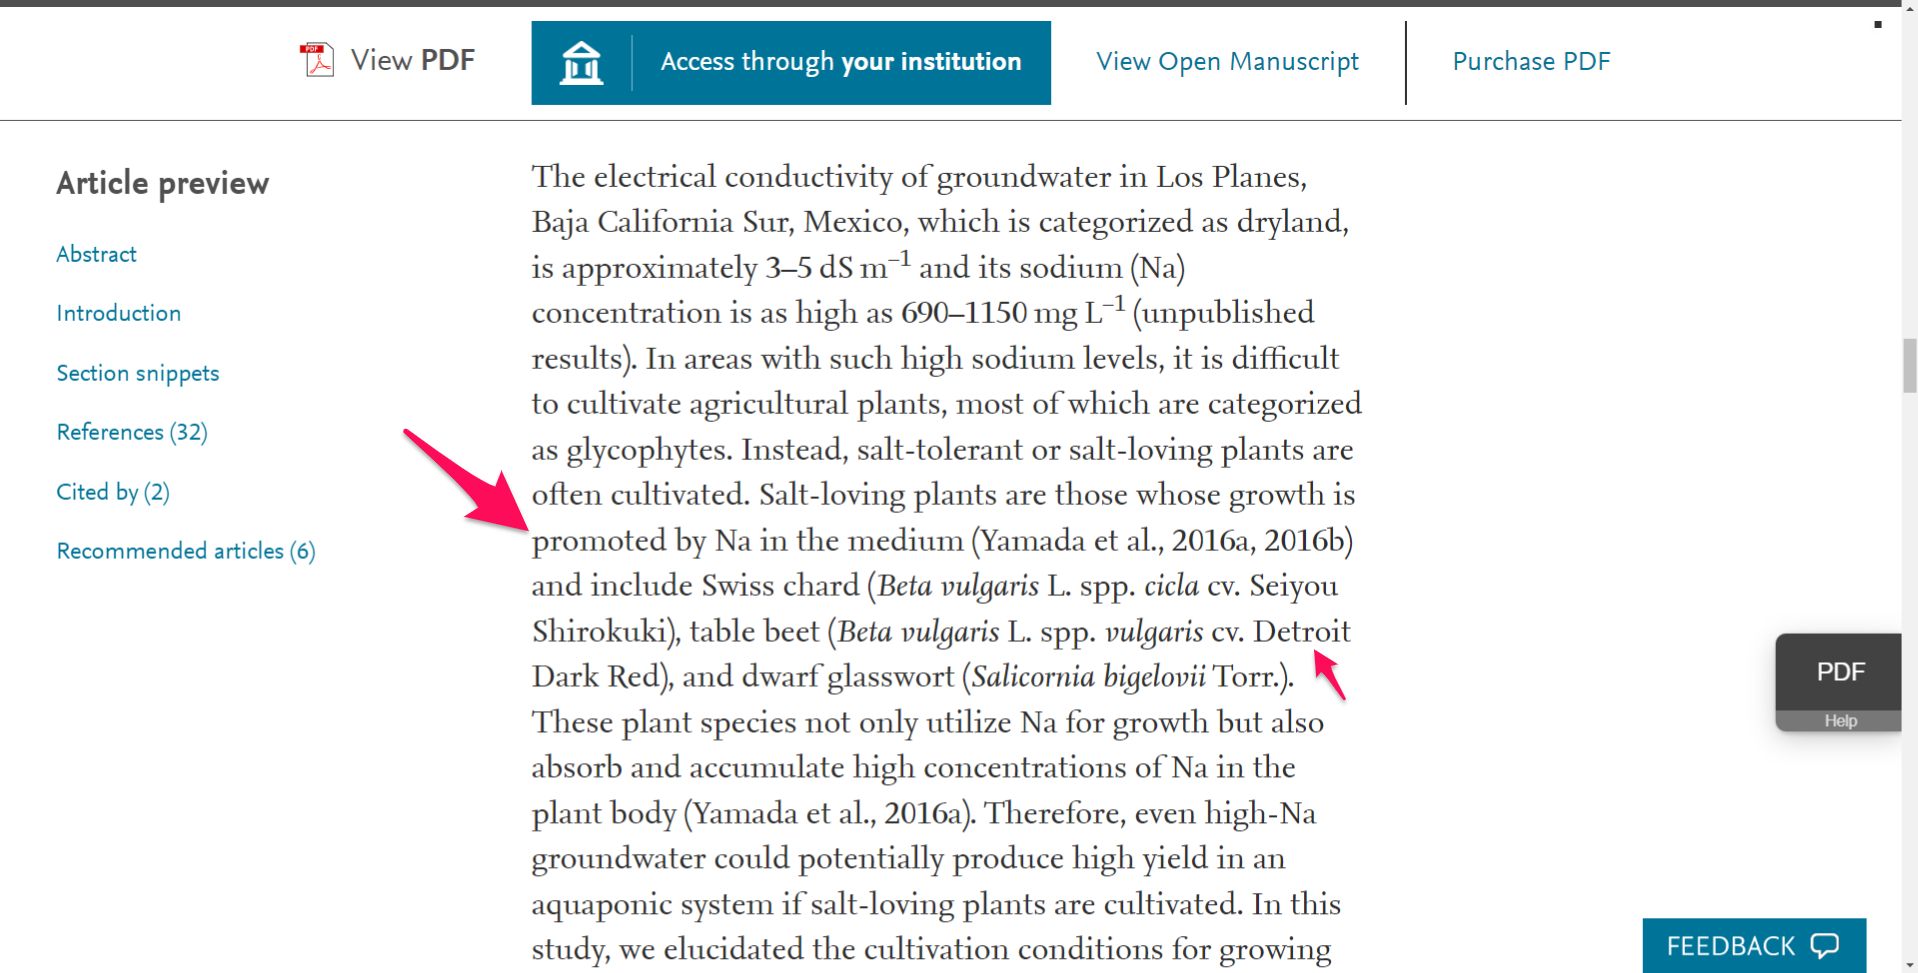 View PDF
Access through your institution
View Open Manuscript
Purchase PDF
Article preview
Abstract
Introduction
Section snippets
References (32)
Cited by (2)
Recommended articles (6)
The electrical conductivity of groundwater in Los Planes,
Baja California Sur, Mexico, which is categorized as dryland,
is approximately 3–5 dS m⁻¹ and its sodium (Na)
concentration is as high as 690–1150 mg L⁻¹ (unpublished
results). In areas with such high sodium levels, it is difficult
to cultivate agricultural plants, most of which are categorized
as glycophytes. Instead, salt-tolerant or salt-loving plants are
often cultivated. Salt-loving plants are those whose growth is
promoted by Na in the medium (Yamada et al., 2016a, 2016b)
and include Swiss chard (Beta vulgaris L. spp. cicla cv. Seiyou
Shirokuki), table beet (Beta vulgaris L. spp. vulgaris cv. Detroit
Dark Red), and dwarf glasswort (Salicornia bigelovii Torr.).
These plant species not only utilize Na for growth but also
absorb and accumulate high concentrations of Na in the
plant body (Yamada et al., 2016a). Therefore, even high-Na
groundwater could potentially produce high yield in an
aquaponic system if salt-loving plants are cultivated. In this
study, we elucidated the cultivation conditions for growing
PDF
Help
FEEDBACK